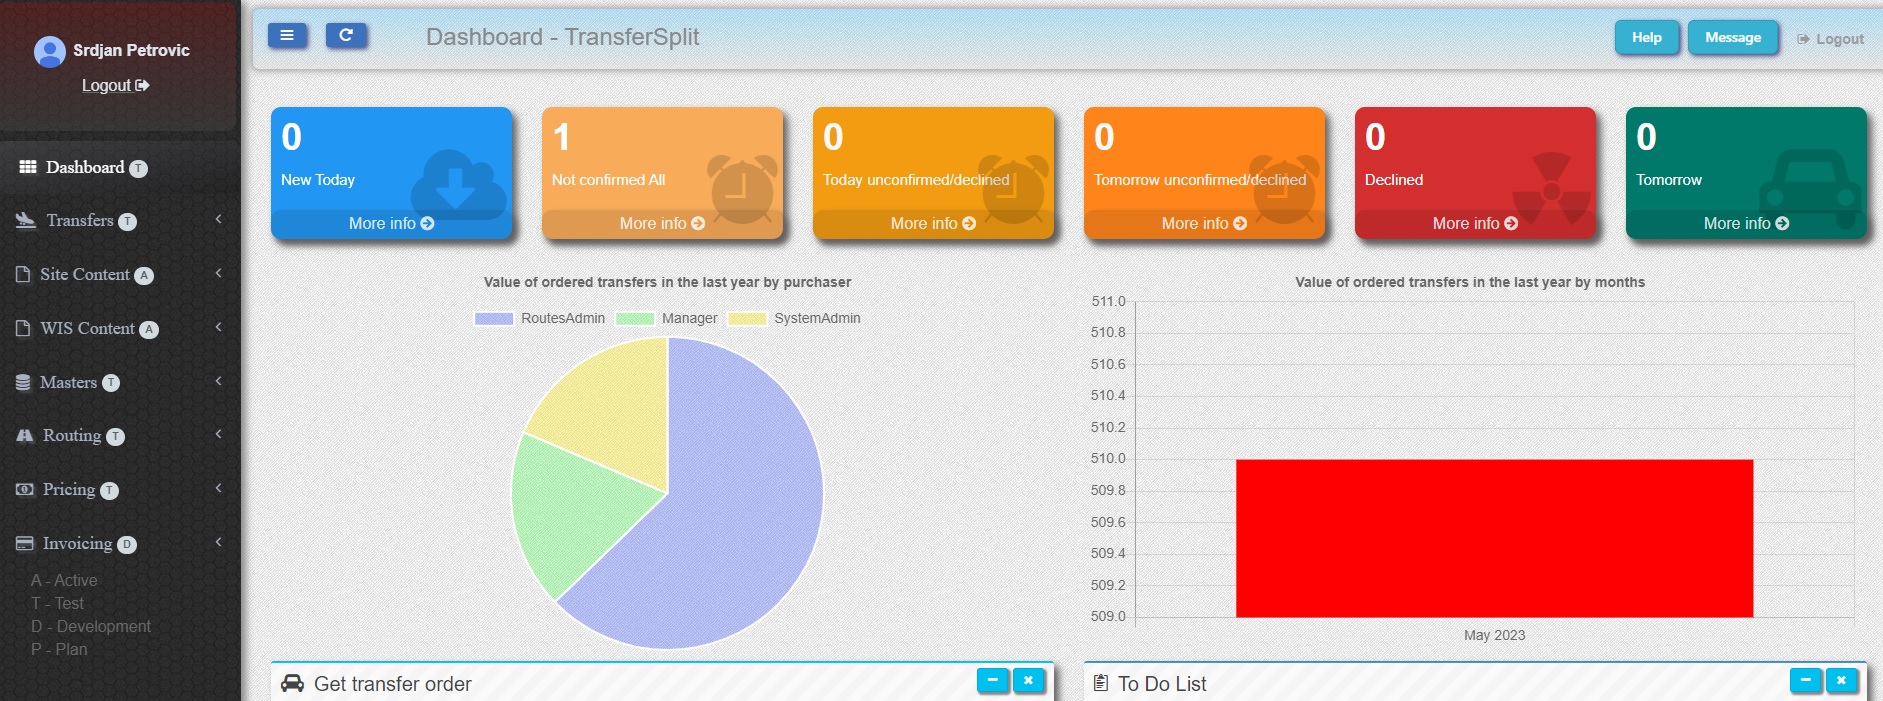 Srdjan Petrovic
Logout
Dashboard T
Transfers T
Site Content A
WIS Content A
Masters T
Routing T
Pricing T
Invoicing D
A - Active
T - Test
D - Development
P - Plan
Dashboard - TransferSplit
Help
Message
Logout
0
New Today
More info
1
Not confirmed All
More info
0
Today unconfirmed/declined
More info
0
Tomorrow unconfirmed/declined
More info
0
Declined
More info
0
Tomorrow
More info
Value of ordered transfers in the last year by purchaser
RoutesAdmin Manager SystemAdmin
Value of ordered transfers in the last year by months
511.0
510.8
510.6
510.4
510.2
510.0
509.8
509.6
509.4
509.2
509.0
May 2023
Get transfer order
To Do List